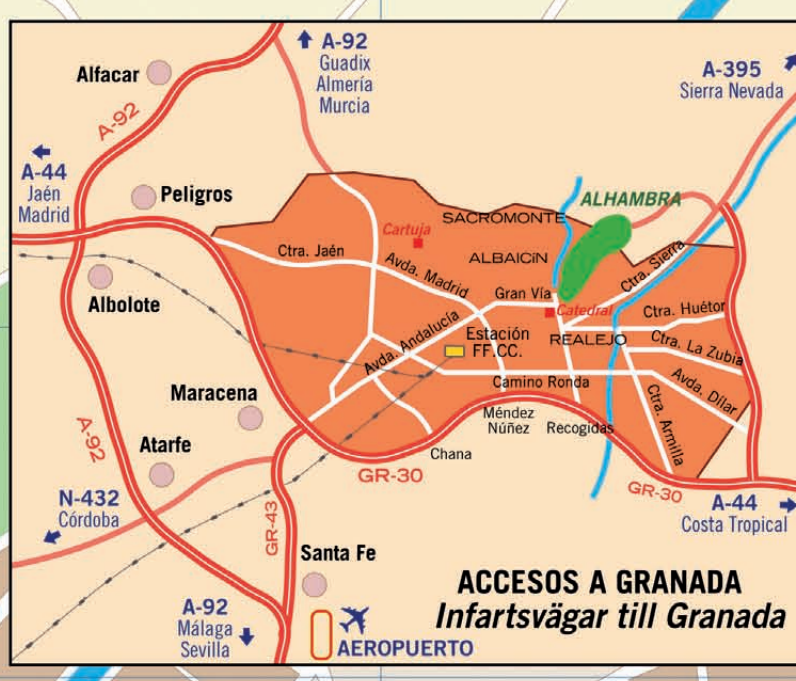 A-92
Guadix
Almería
Murcia
Alfacar
A-395
Sierra Nevada
A-92
A-44
Jaén
Madrid
Peligros
ALHAMBRA
SACROMONTE
Cartuja
Ctra. Jaén
ALBAICíN
Avda. Madrid
Ctra. Sierra
Albolote
Gran Vía
Catedral
Ctra. Huétor
Avda. Andalucía
Estación
FF.CC.
REALEJO
Ctra. La Zubia
Camino Ronda
Avda. Dílar
Maracena
Méndez
Núñez
Recogidas
Ctra. Armilla
A-92
Atarfe
Chana
GR-30
GR-30
N-432
Córdoba
GR-43
A-44
Costa Tropical
Santa Fe
ACCESOS A GRANADA
Infartsvägar till Granada
A-92
Málaga
Sevilla
AEROPUERTO